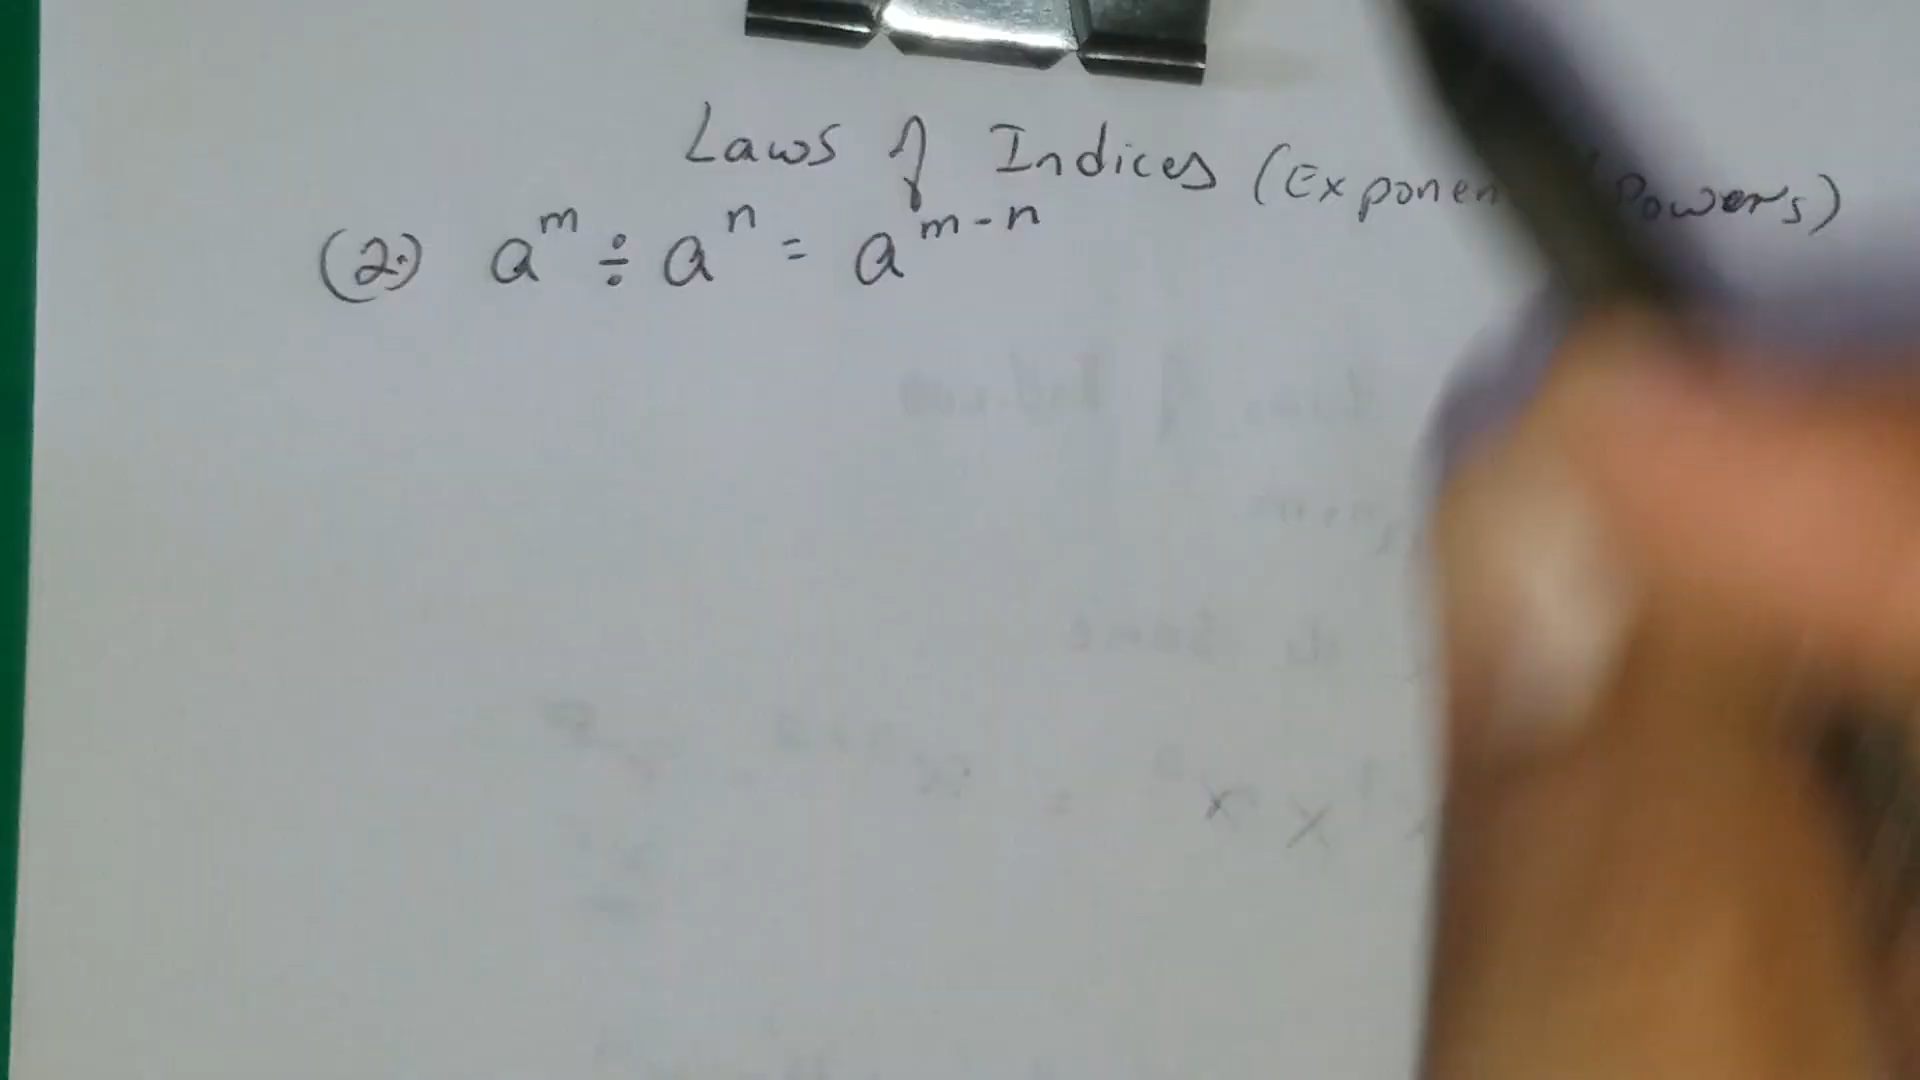 Laws of Indices (Exponen Powers)
(2.) a^m ÷ a^n = a^m-n